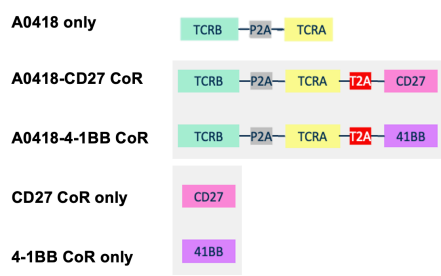 A0418 only TCRB P2A TCRA
A0418-CD27 CoR TCRB P2A TCRA T2A CD27
A0418-4-1BB CoR TCRB P2A TCRA T2A 41BB
CD27 CoR only CD27
4-1BB CoR only 41BB